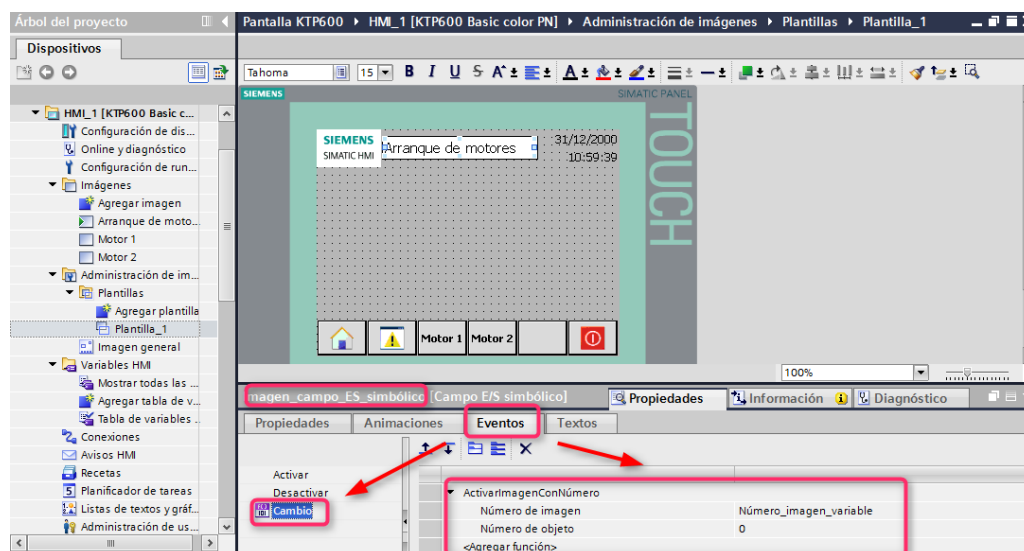 Árbol del proyecto
Pantalla KTP600 ▸ HMI_1 [KTP600 Basic color PN] ▸ Administración de imágenes ▸ Plantillas ▸ Plantilla_1
Dispositivos
Tahoma 15 B I U S A A
HMI_1 [KTP600 Basic c...
Configuración de dis...
Online y diagnóstico
Configuración de run...
Imágenes
Agregar imagen
Arranque de moto...
Motor 1
Motor 2
Administración de im...
Plantillas
Agregar plantilla
Plantilla_1
Imagen general
Variables HMI
Mostrar todas las ...
Agregar tabla de v...
Tabla de variables ..
Conexiones
Avisos HMI
Recetas
Planificador de tareas
Listas de textos y gráf...
Administración de us...
SIEMENS
SIMATIC PANEL
TOUCH
SIEMENS
SIMATIC HMI
Arranque de motores
31/12/2000
10:59:39
Motor 1
Motor 2
100%
magen_campo_ES_simbólico [Campo E/S simbólico]
Propiedades
Información
Diagnóstico
Propiedades
Animaciones
Eventos
Textos
Activar
Desactivar
Cambio
ActivarImagenConNúmero
Número de imagen
Número_imagen_variable
Número de objeto
0
<Agregar función>